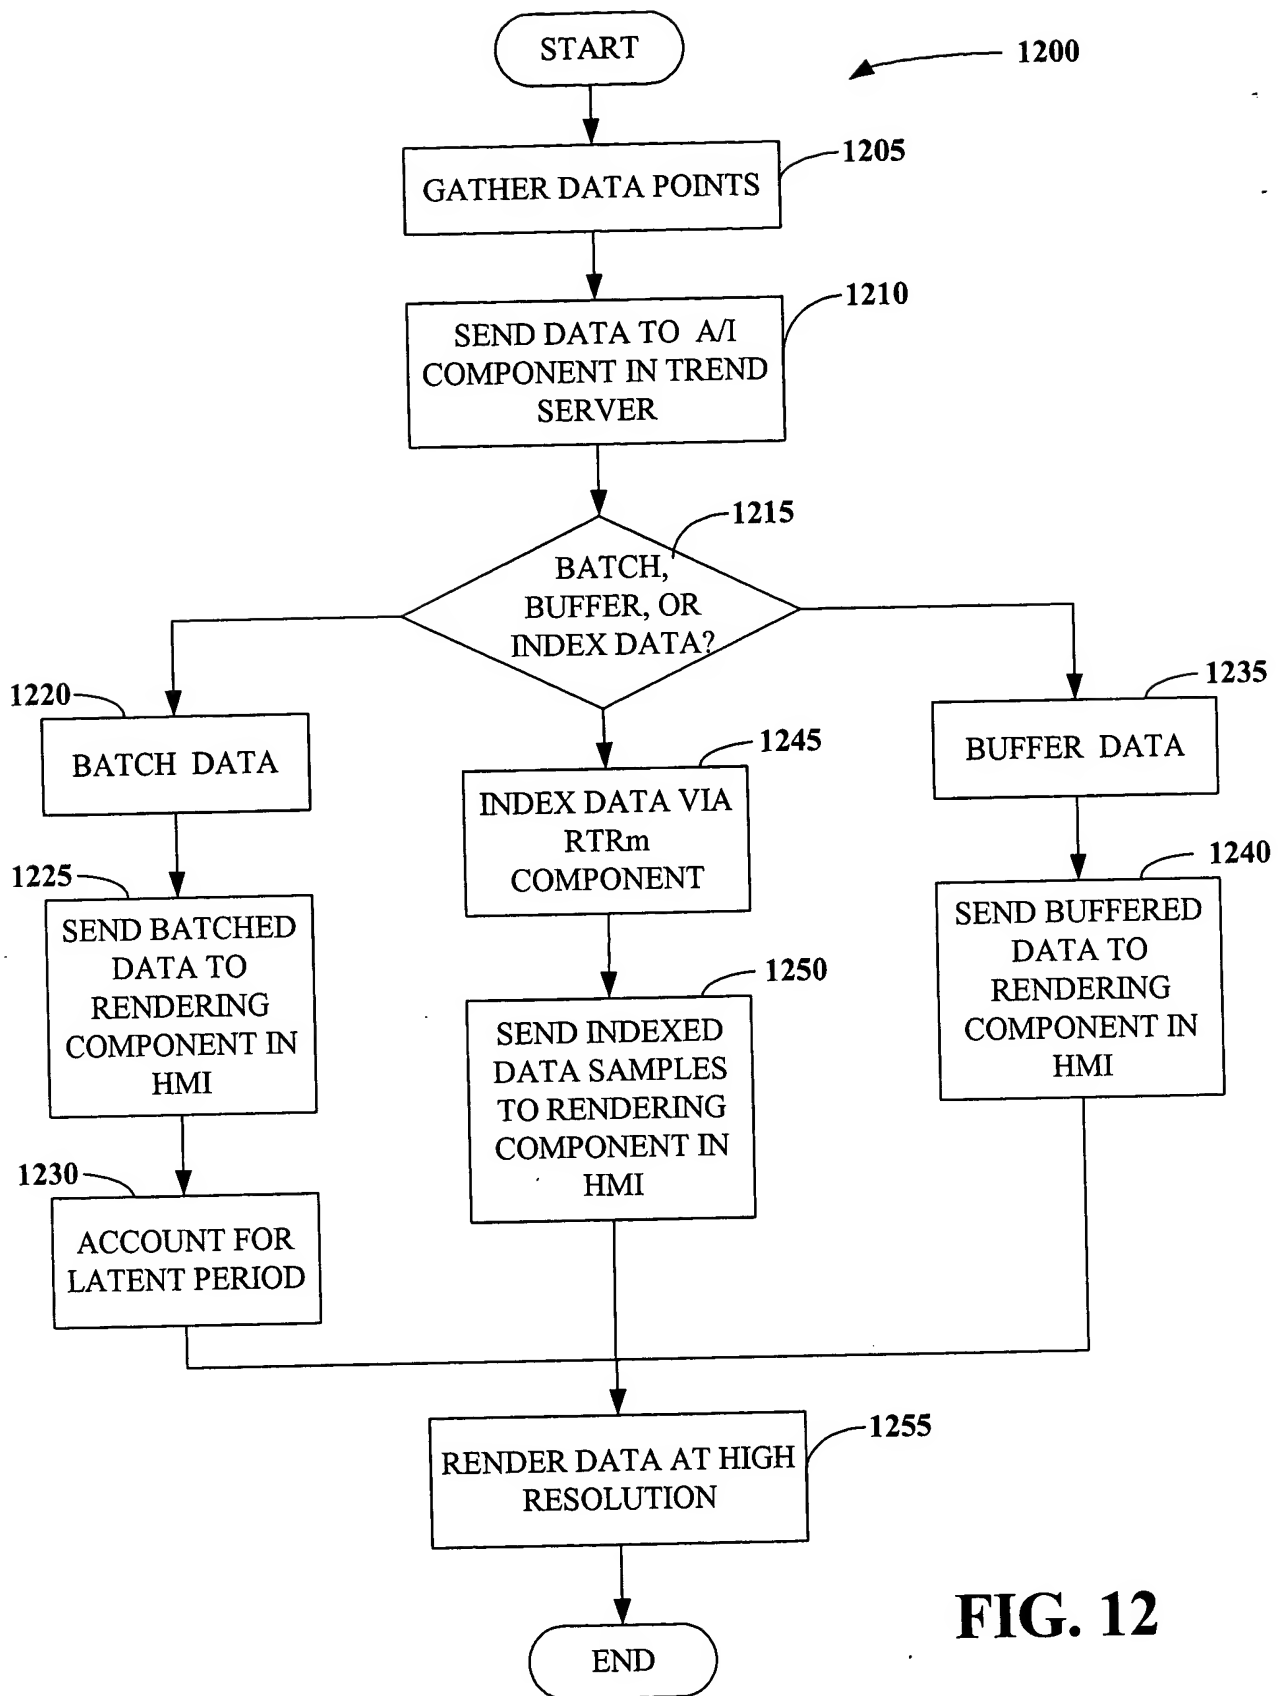 START
1200
1205
GATHER DATA POINTS
1210
SEND DATA TO A/I
COMPONENT IN TREND
SERVER
1215
BATCH,
BUFFER, OR
INDEX DATA?
1220
BATCH DATA
1225
SEND BATCHED
DATA TO
RENDERING
COMPONENT IN
HMI
1230
ACCOUNT FOR
LATENT PERIOD
1245
INDEX DATA VIA
RTRm
COMPONENT
1250
SEND INDEXED
DATA SAMPLES
TO RENDERING
COMPONENT IN
HMI
1235
BUFFER DATA
1240
SEND BUFFERED
DATA TO
RENDERING
COMPONENT IN
HMI
1255
RENDER DATA AT HIGH
RESOLUTION
END
FIG. 12